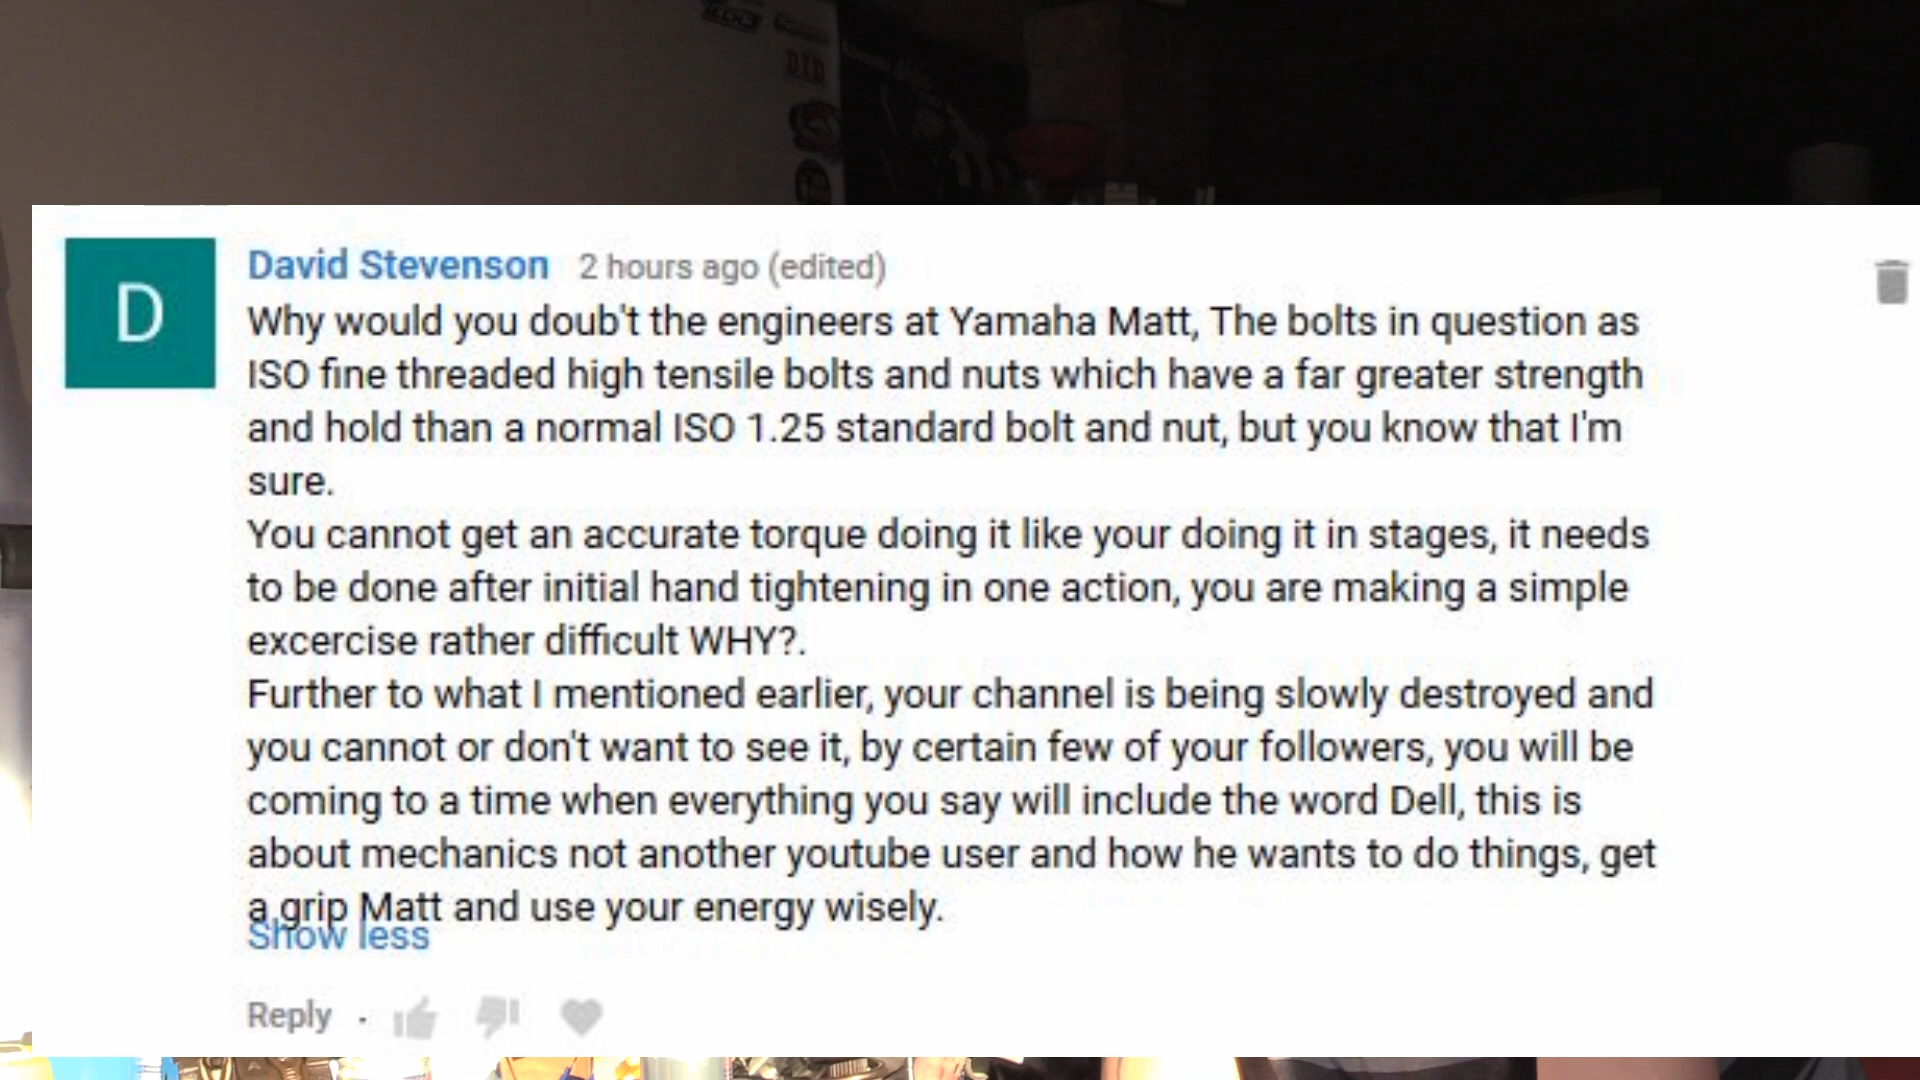 TECH3
DID
D
David Stevenson 2 hours ago (edited)
Why would you doub't the engineers at Yamaha Matt, The bolts in question as
ISO fine threaded high tensile bolts and nuts which have a far greater strength
and hold than a normal ISO 1.25 standard bolt and nut, but you know that I'm
sure.
You cannot get an accurate torque doing it like your doing it in stages, it needs
to be done after initial hand tightening in one action, you are making a simple
excercise rather difficult WHY?.
Further to what I mentioned earlier, your channel is being slowly destroyed and
you cannot or don't want to see it, by certain few of your followers, you will be
coming to a time when everything you say will include the word Dell, this is
about mechanics not another youtube user and how he wants to do things, get
a grip Matt and use your energy wisely.
Show less
Reply